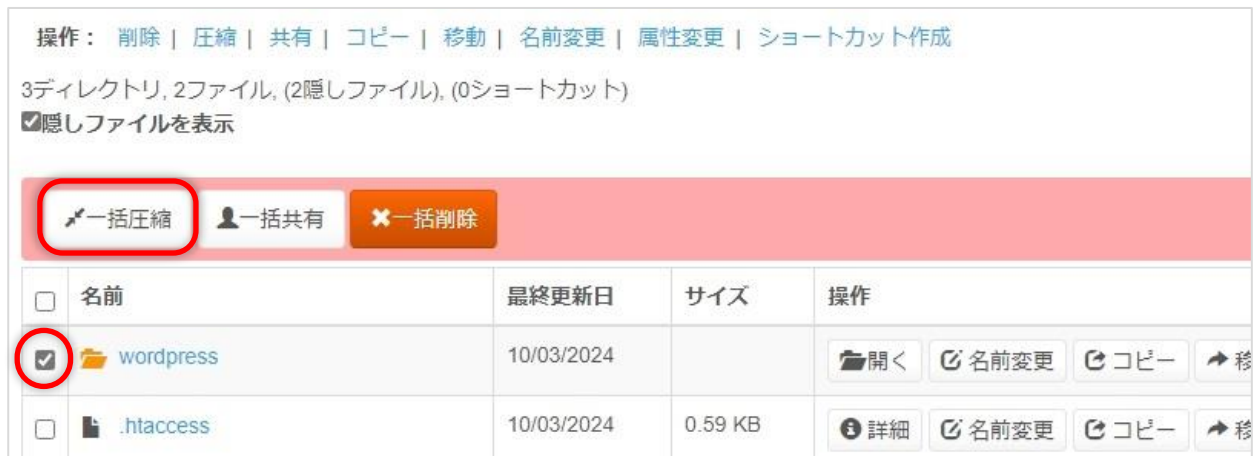 操作： 削除 | 圧縮 | 共有 | コピー | 移動 | 名前変更 | 属性変更 | ショートカット作成
3ディレクトリ, 2ファイル, (2隠しファイル), (0ショートカット)
隠しファイルを表示
一括圧縮 一括共有 一括削除
名前 最終更新日 サイズ 操作
wordpress 10/03/2024 開く 名前変更 コピー 移
.htaccess 10/03/2024 0.59 KB 詳細 名前変更 コピー 移